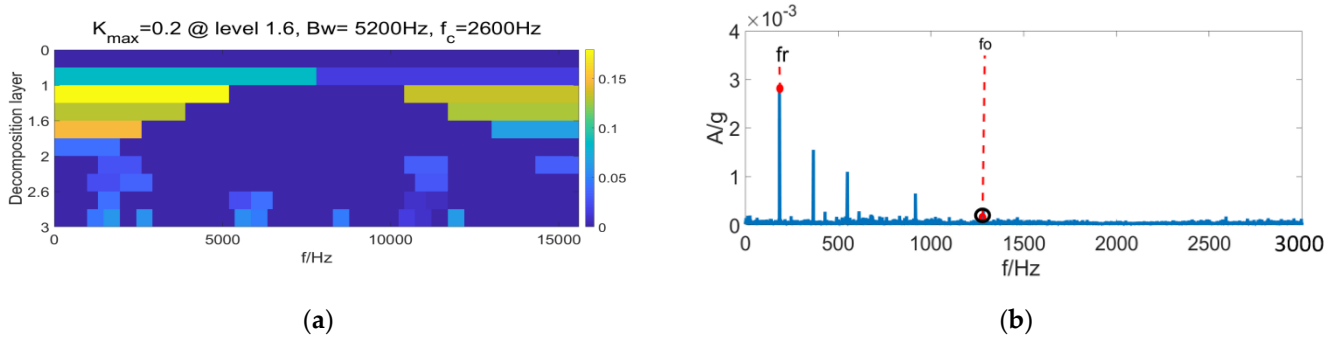 K_max=0.2 @ level 1.6, Bw= 5200Hz, f_c=2600Hz
Decomposition layer
0
1
1.6
2
2.6
3
0 5000 10000 15000
f/Hz
0.15
0.1
0.05
0
(a)
×10⁻³
4
3
2
1
0
A/g
fr
fo
0 500 1000 1500 2000 2500 3000
f/Hz
(b)